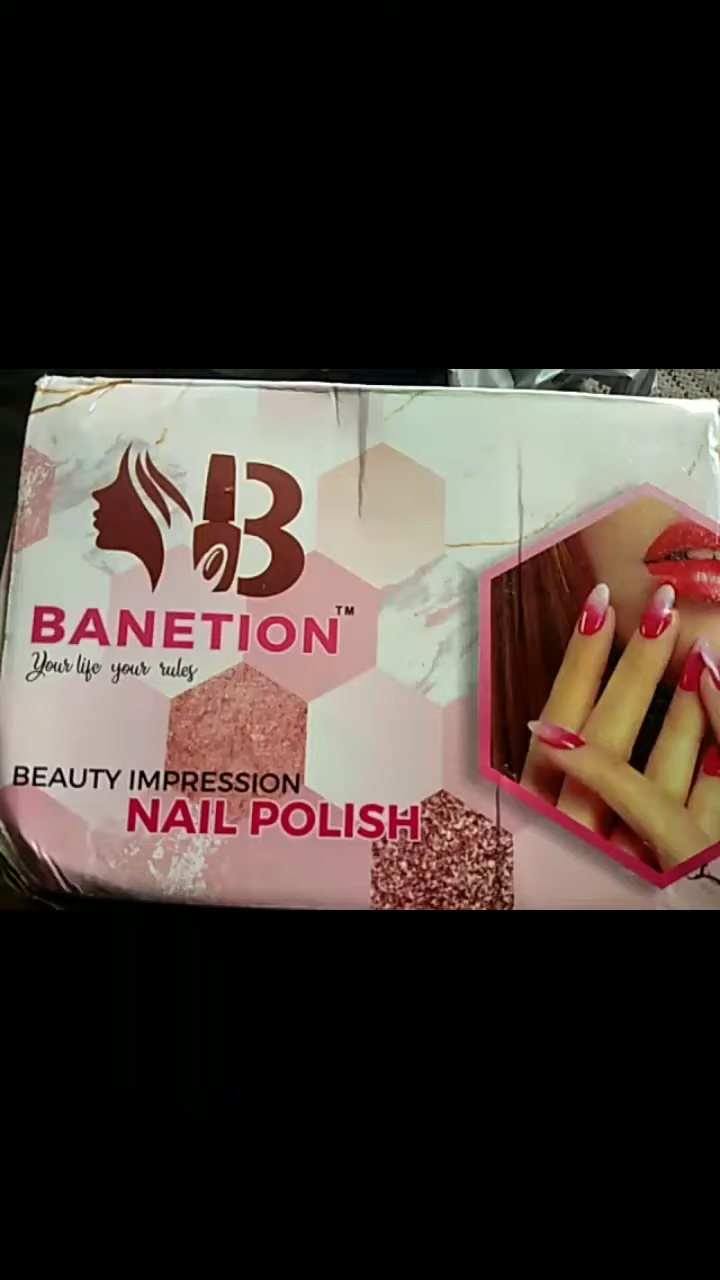 B
BANETION™
Your life your rules
BEAUTY IMPRESSION
NAIL POLISH